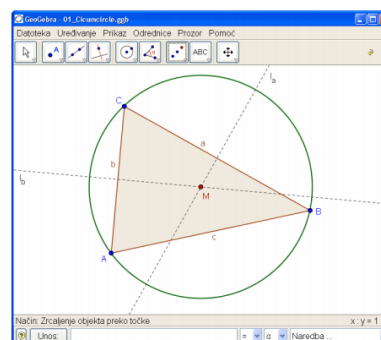 GeoGebra - 01_Cicumcircle.ggb
Datoteka Uređivanje Prikaz Odrednice Prozor Pomoć
A ABC
C
l_a
a
b
l_b
M
B
c
A
Način: Zrcaljenje objekta preko točke x : y = 1
Unos: = α Naredba ...